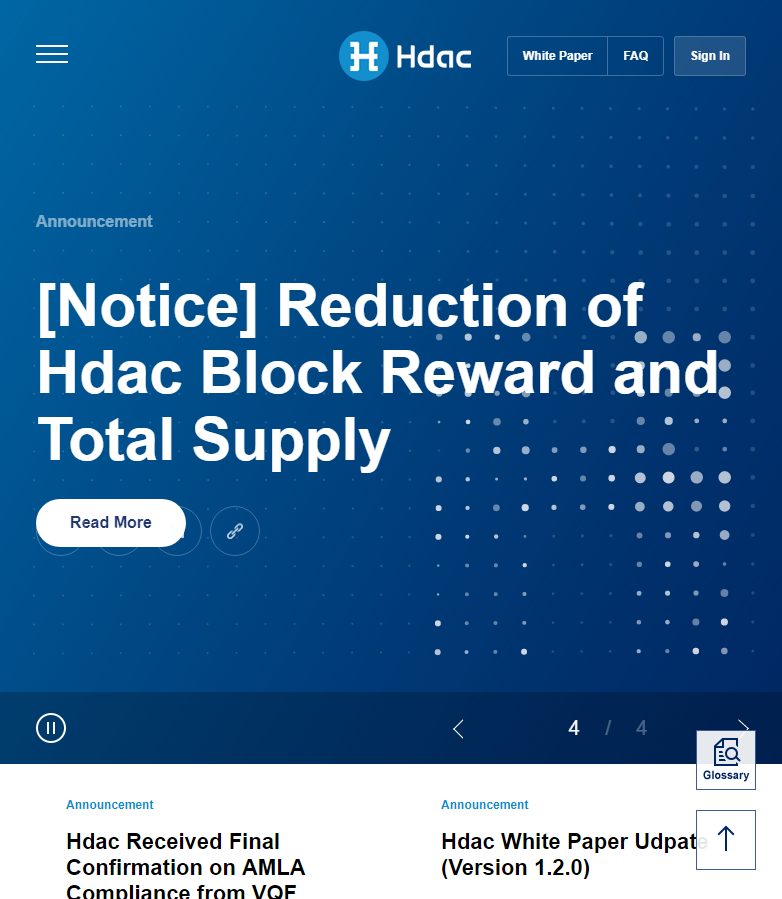 Hdac
White Paper
FAQ
Sign In
Announcement
[Notice] Reduction of
Hdac Block Reward and
Total Supply
Read More
4 / 4
Glossary
Announcement
Hdac Received Final
Confirmation on AMLA
Compliance from VQF
Announcement
Hdac White Paper Udpate
(Version 1.2.0)